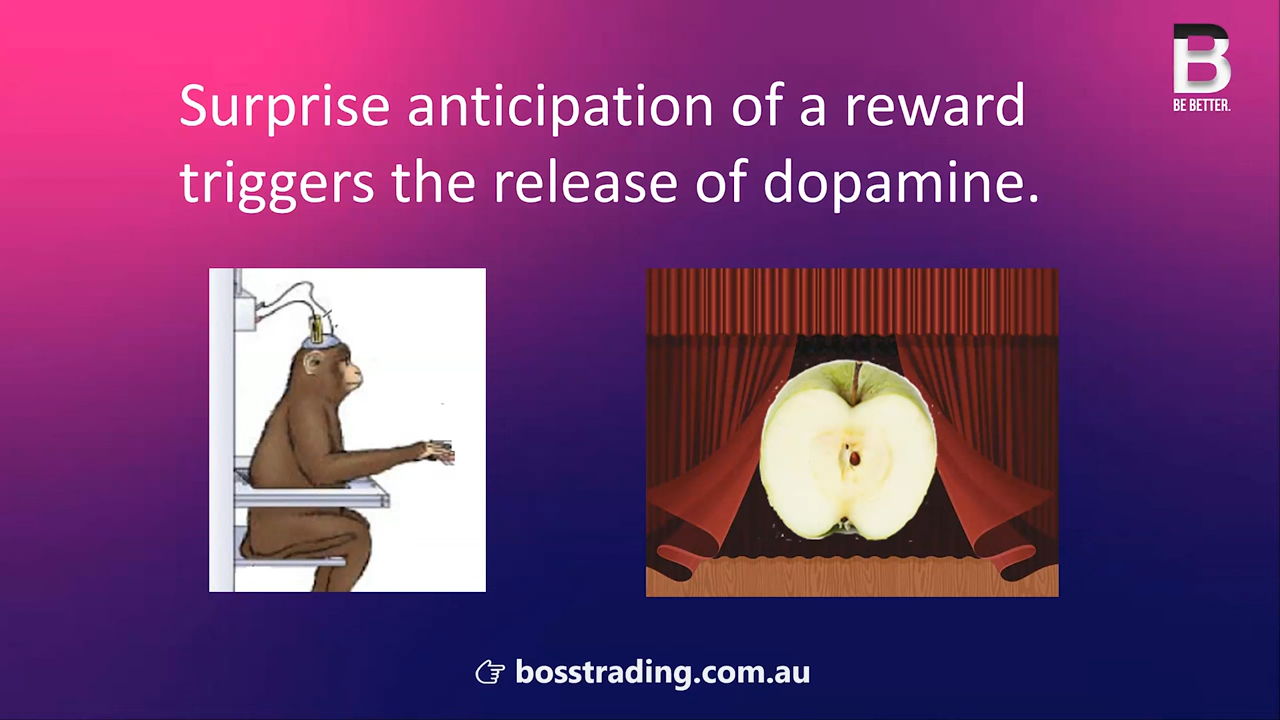 B
BE BETTER.
Surprise anticipation of a reward
triggers the release of dopamine.
bosstrading.com.au